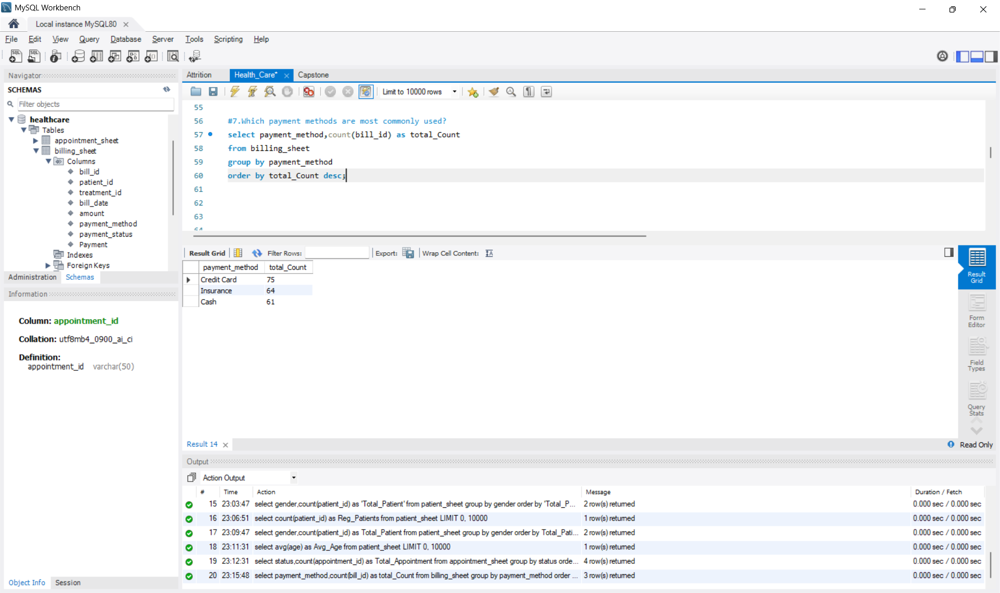 MySQL Workbench
Local instance MySQL80
File Edit View Query Database Server Tools Scripting Help
Navigator
SCHEMAS
Filter objects
healthcare
Tables
appointment_sheet
billing_sheet
Columns
bill_id
patient_id
treatment_id
bill_date
amount
payment_method
payment_status
Payment
Indexes
Foreign Keys
Administration Schemas
Information
Column: appointment_id
Collation: utf8mb4_0900_ai_ci
Definition:
appointment_id varchar(50)
Object Info Session
Attrition Health_Care* Capstone
Limit to 10000 rows
55
56 #7.Which payment methods are most commonly used?
57 select payment_method,count(bill_id) as total_Count
58 from billing_sheet
59 group by payment_method
60 order by total_Count desc;
61
62
63
64
Result Grid Filter Rows: Export: Wrap Cell Content:
payment_method total_Count
Credit Card 75
Insurance 64
Cash 61
Result Grid
Form Editor
Field Types
Query Stats
Result 14
Read Only
Output
Action Output
# Time Action Message Duration / Fetch
15 23:03:47 select gender,count(patient_id) as 'Total_Patient' from patient_sheet group by gender order by 'Total_P... 2 row(s) returned 0.000 sec / 0.000 sec
16 23:06:51 select count(patient_id) as Reg_Patients from patient_sheet LIMIT 0, 10000 1 row(s) returned 0.000 sec / 0.000 sec
17 23:09:47 select gender,count(patient_id) as Total_Patient from patient_sheet group by gender order by Total_Pati... 2 row(s) returned 0.000 sec / 0.000 sec
18 23:11:31 select avg(age) as Avg_Age from patient_sheet LIMIT 0, 10000 1 row(s) returned 0.000 sec / 0.000 sec
19 23:12:31 select status,count(appointment_id) as Total_Appointment from appointment_sheet group by status orde... 4 row(s) returned 0.000 sec / 0.000 sec
20 23:15:48 select payment_method,count(bill_id) as total_Count from billing_sheet group by payment_method order ... 3 row(s) returned 0.000 sec / 0.000 sec